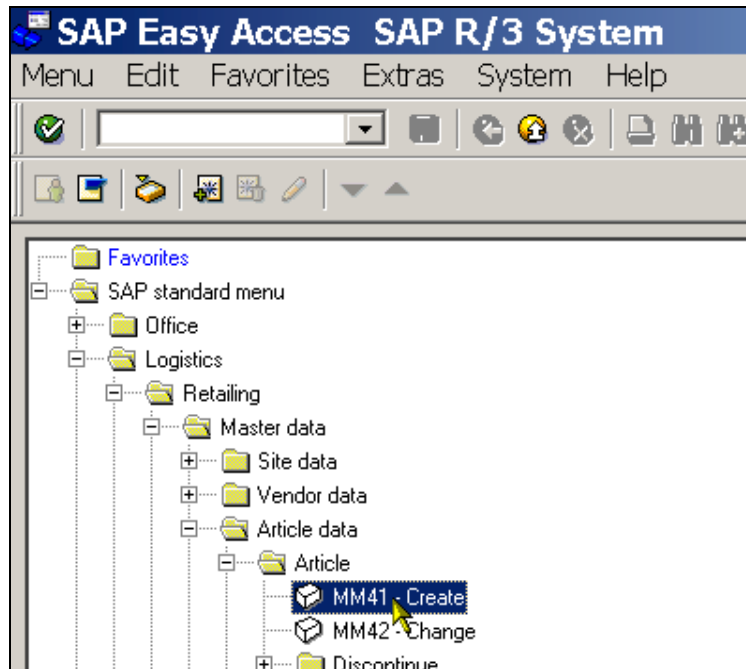 SAP Easy Access SAP R/3 System
Menu Edit Favorites Extras System Help
Favorites
SAP standard menu
Office
Logistics
Retailing
Master data
Site data
Vendor data
Article data
Article
MM41 - Create
MM42 - Change
Discontinue